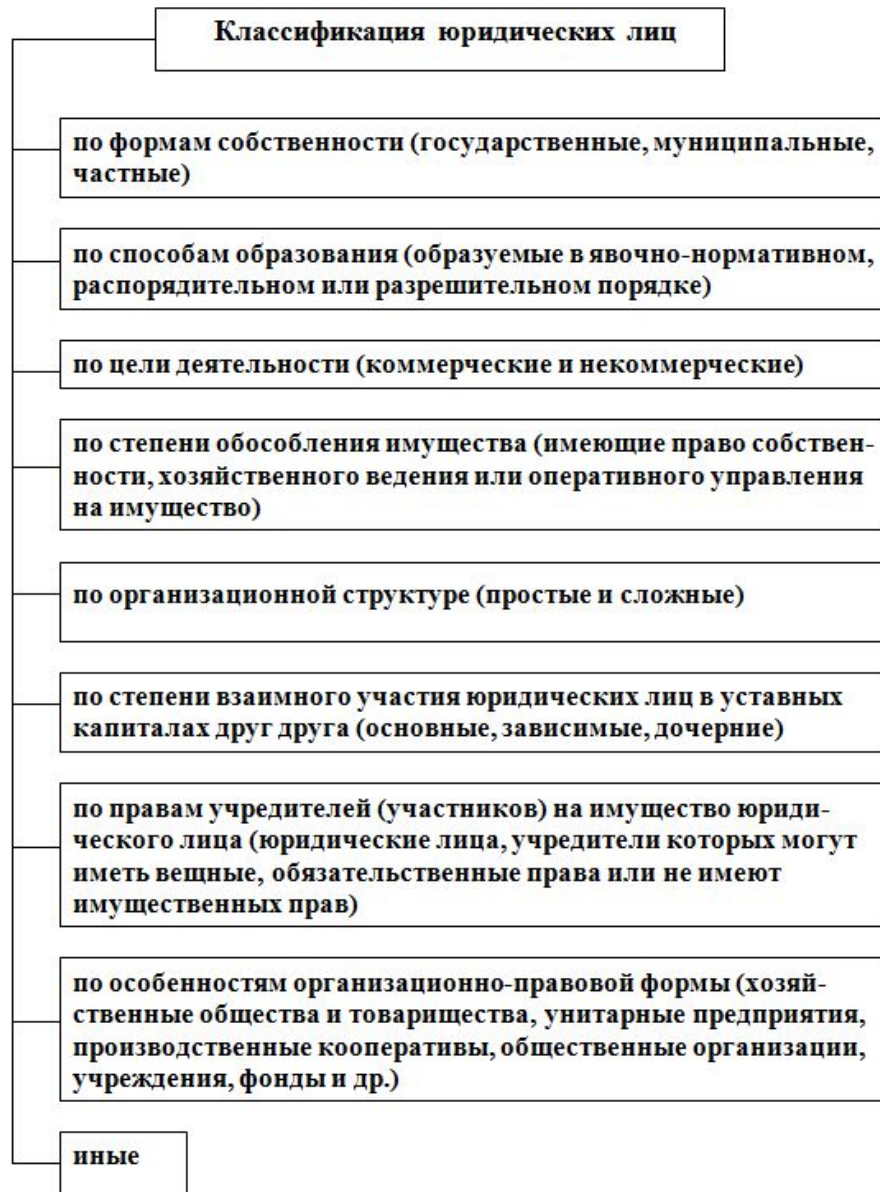 Классификация юридических лиц
по формам собственности (государственные, муниципальные,
частные)
по способам образования (образуемые в явочно-нормативном,
распорядительном или разрешительном порядке)
по цели деятельности (коммерческие и некоммерческие)
по степени обособления имущества (имеющие право собствен-
ности, хозяйственного ведения или оперативного управления
на имущество)
по организационной структуре (простые и сложные)
по степени взаимного участия юридических лиц в уставных
капиталах друг друга (основные, зависимые, дочерние)
по правам учредителей (участников) на имущество юриди-
ческого лица (юридические лица, учредители которых могут
иметь вещные, обязательственные права или не имеют
имущественных прав)
по особенностям организационно-правовой формы (хозяй-
ственные общества и товарищества, унитарные предприятия,
производственные кооперативы, общественные организации,
учреждения, фонды и др.)
иные